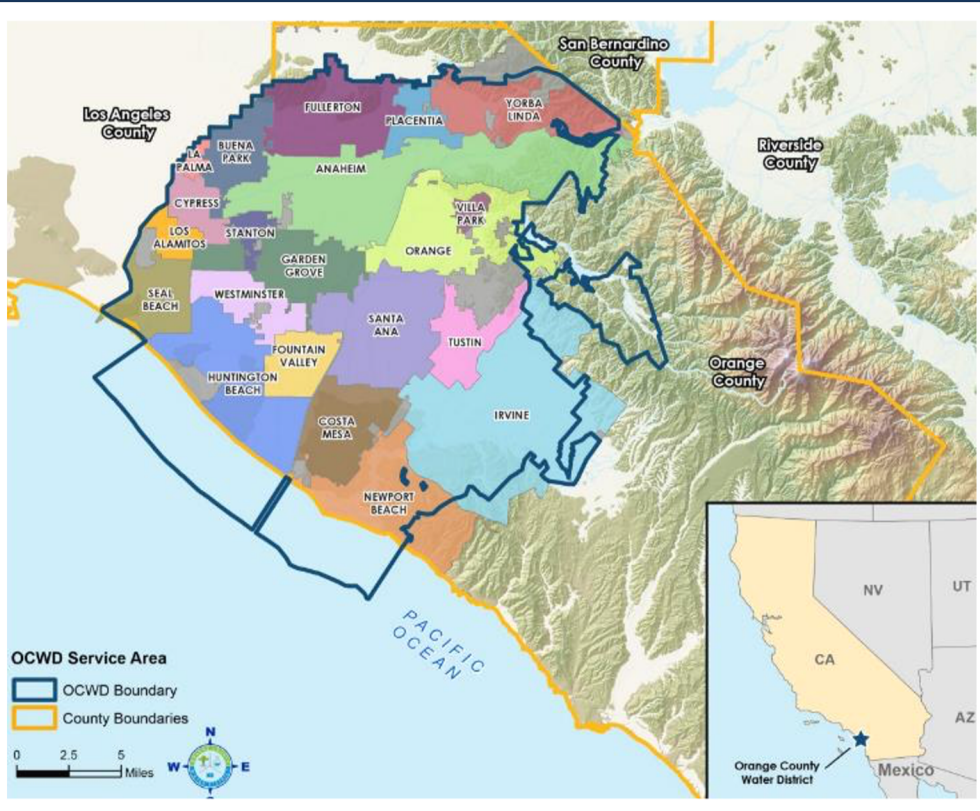 San Bernardino
County
Los Angeles
County
Riverside
County
FULLERTON
PLACENTIA
YORBA
LINDA
BUENA
PARK
LA
PALMA
ANAHEIM
CYPRESS
VILLA
PARK
LOS
ALAMITOS
STANTON
ORANGE
GARDEN
GROVE
SEAL
BEACH
WESTMINSTER
SANTA
ANA
TUSTIN
FOUNTAIN
VALLEY
Orange
County
HUNTINGTON
BEACH
COSTA
MESA
IRVINE
NEWPORT
BEACH
PACIFIC
OCEAN
OCWD Service Area
OCWD Boundary
County Boundaries
0 2.5 5
Miles
N
W E
S
NV
UT
CA
AZ
Orange County
Water District
Mexico